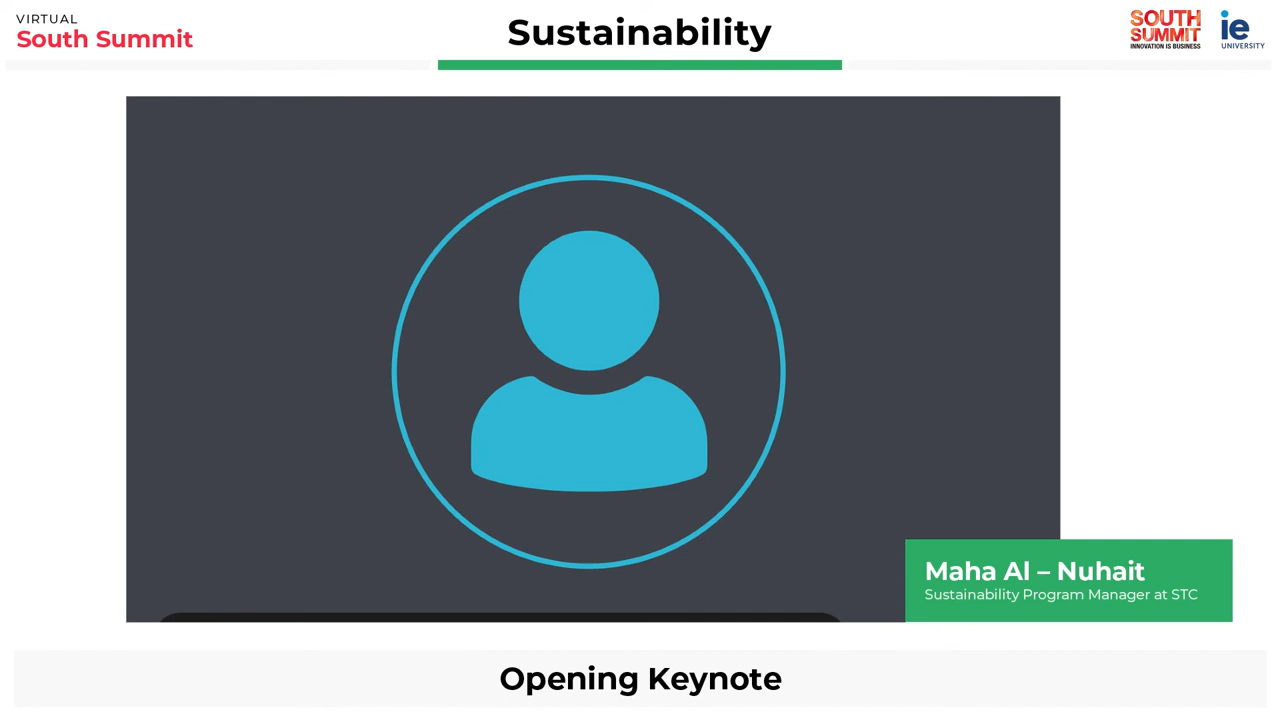 VIRTUAL
South Summit
Sustainability
SOUTH
SUMMIT
INNOVATION IS BUSINESS
ie
UNIVERSITY
Maha Al – Nuhait
Sustainability Program Manager at STC
Opening Keynote